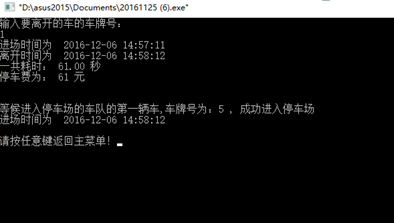 "D:\asus2015\Documents\20161125 (6).exe"
输入要离开的车的车牌号：
1
进场时间为  2016-12-06 14:57:11
离开时间为  2016-12-06 14:58:12
一共耗时： 61.00 秒
停车费为： 61 元
等候进入停车场的车队的第一辆车,车牌号为：5 ，成功进入停车场
进场时间为  2016-12-06 14:58:12
请按任意键返回主菜单！